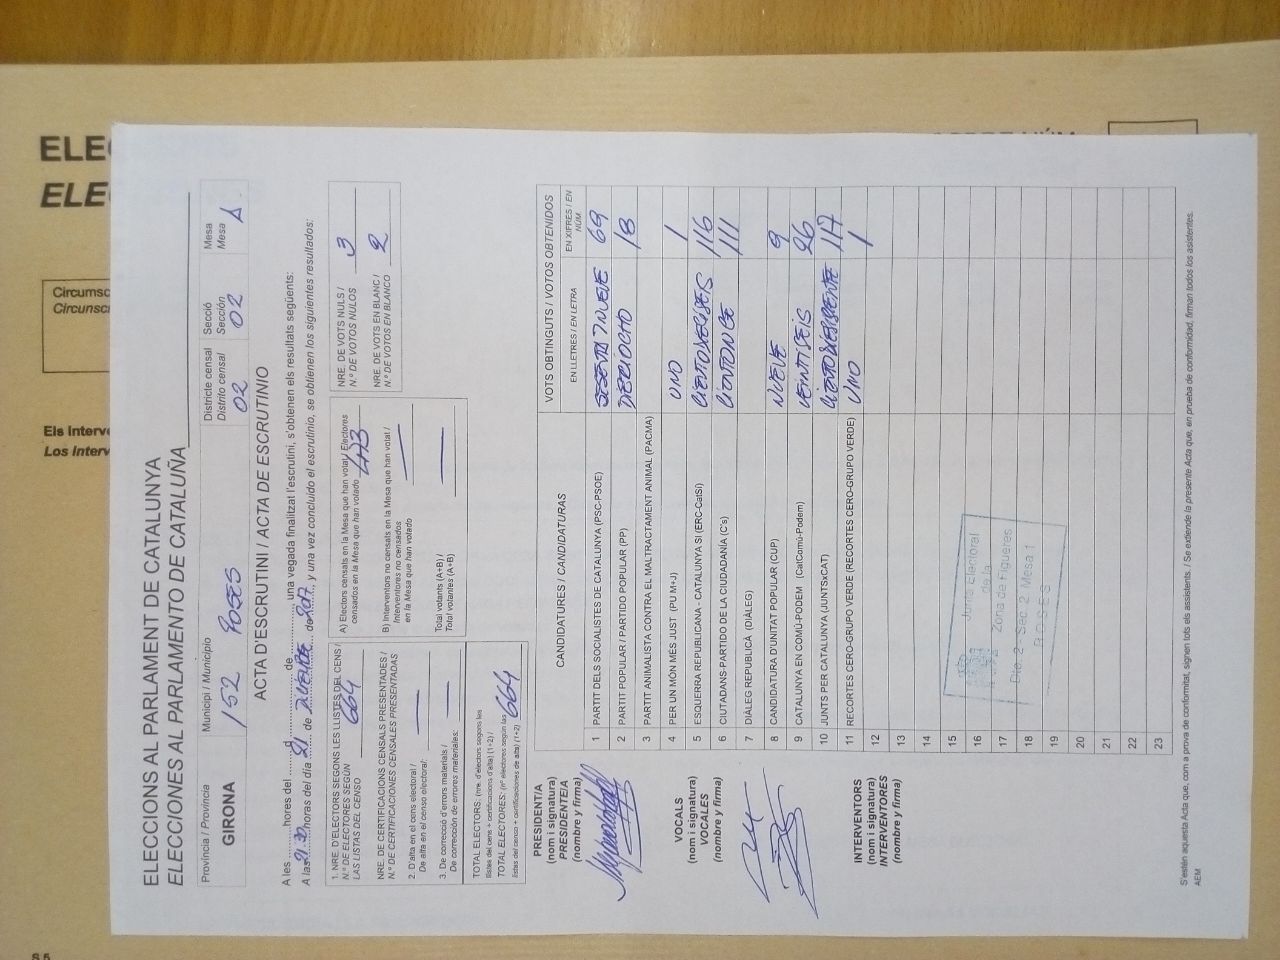 ELE
ELE
Circumsc
Circunsc
Els interve
Los interv
S.5
ELECCIONS AL PARLAMENT DE CATALUNYA
ELECCIONES AL PARLAMENTO DE CATALUÑA
Província / Provincia
GIRONA
Municipi / Municipio
152 ROSES
Districte censal
Distrito censal
02
Secció
Sección
02
Mesa
Mesa
A
ACTA D'ESCRUTINI / ACTA DE ESCRUTINIO
A les hores del de una vegada finalitzat l'escrutini, s'obtenen els resultats següents:
A las 21:30 horas del día 21 de de 2017, y una vez concluido el escrutinio, se obtienen los siguientes resultados:
1. NRE. D'ELECTORS SEGONS LES LLISTES DEL CENS /
N.º DE ELECTORES SEGÚN
LAS LISTAS DEL CENSO
664
NRE. DE CERTIFICACIONS CENSALS PRESENTADES /
N.º DE CERTIFICACIONES CENSALES PRESENTADAS
2. D'alta en el cens electoral /
De alta en el censo electoral:
3. De correcció d'errors materials /
De corrección de errores materiales:
TOTAL ELECTORS: (nre. d'electors segons les
llistes del cens + certificacions d'alta) (1+2) /
TOTAL ELECTORES: (nº electores según las
listas del censo + certificaciones de alta) (1+2)
664
A) Electors censats en la Mesa que han votat / Electores
censados en la Mesa que han votado
473
B) Interventors no censats en la Mesa que han votat /
Interventores no censados
en la Mesa que han votado
Total votants (A+B) /
Total votantes (A+B)
NRE. DE VOTS NULS /
N.º DE VOTOS NULOS
3
NRE. DE VOTS EN BLANC /
N.º DE VOTOS EN BLANCO
2
CANDIDATURES / CANDIDATURAS
VOTS OBTINGUTS / VOTOS OBTENIDOS
EN LLETRES / EN LETRA
EN XIFRES / EN NÚM.
1 PARTIT DELS SOCIALISTES DE CATALUNYA (PSC-PSOE) 69
2 PARTIT POPULAR / PARTIDO POPULAR (PP) DIECIOCHO 18
3 PARTIT ANIMALISTA CONTRA EL MALTRACTAMENT ANIMAL (PACMA)
4 PER UN MÓN MÉS JUST (PUM+J) UNO 1
5 ESQUERRA REPUBLICANA - CATALUNYA SÍ (ERC-CatSí) 116
6 CIUTADANS-PARTIDO DE LA CIUDADANÍA (C's) CIENTO ONCE 111
7 DIÀLEG REPUBLICÀ (DIÀLEG)
8 CANDIDATURA D'UNITAT POPULAR (CUP) NUEVE 9
9 CATALUNYA EN COMÚ-PODEM (CatComú-Podem) VENTISEIS 26
10 JUNTS PER CATALUNYA (JUNTSxCAT) 117
11 RECORTES CERO-GRUPO VERDE (RECORTES CERO-GRUPO VERDE) UNO 1
12
13
14
15
16
17
18
19
20
21
22
23
PRESIDENT/A
(nom i signatura)
PRESIDENTE/A
(nombre y firma)
VOCALS
(nom i signatura)
VOCALES
(nombre y firma)
INTERVENTORS
(nom i signatura)
INTERVENTORES
(nombre y firma)
Junta Electoral
de la
Zona de Figueres
Dte. 2 Sec. 2 Mesa 1
ROSES
S'estén aquesta Acta que, com a prova de conformitat, signen tots els assistents. / Se extiende la presente Acta que, en prueba de conformidad, firman todos los asistentes.
AEM